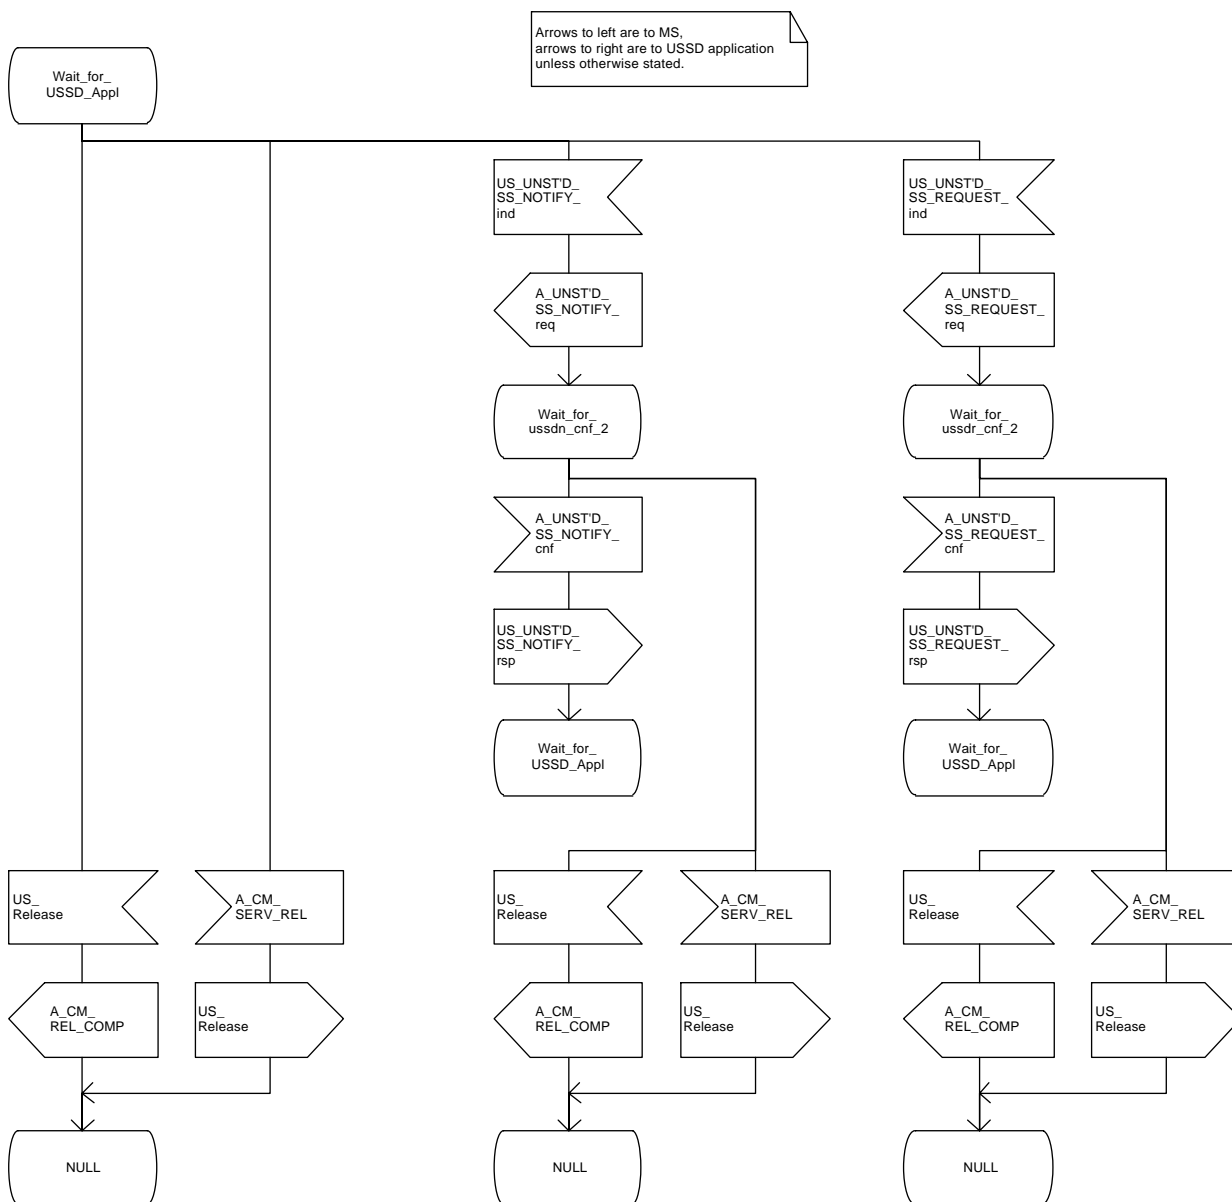 Arrows to left are to MS,
arrows to right are to USSD application
unless otherwise stated.
Wait_for_
USSD_Appl
US_UNST'D_
SS_NOTIFY_
ind
US_UNST'D_
SS_REQUEST_
ind
A_UNST'D_
SS_NOTIFY_
req
A_UNST'D_
SS_REQUEST_
req
Wait_for_
ussdn_cnf_2
Wait_for_
ussdr_cnf_2
A_UNST'D_
SS_NOTIFY_
cnf
A_UNST'D_
SS_REQUEST_
cnf
US_UNST'D_
SS_NOTIFY_
rsp
US_UNST'D_
SS_REQUEST_
rsp
Wait_for_
USSD_Appl
Wait_for_
USSD_Appl
US_
Release
A_CM_
SERV_REL
US_
Release
A_CM_
SERV_REL
US_
Release
A_CM_
SERV_REL
A_CM_
REL_COMP
US_
Release
A_CM_
REL_COMP
US_
Release
A_CM_
REL_COMP
US_
Release
NULL
NULL
NULL